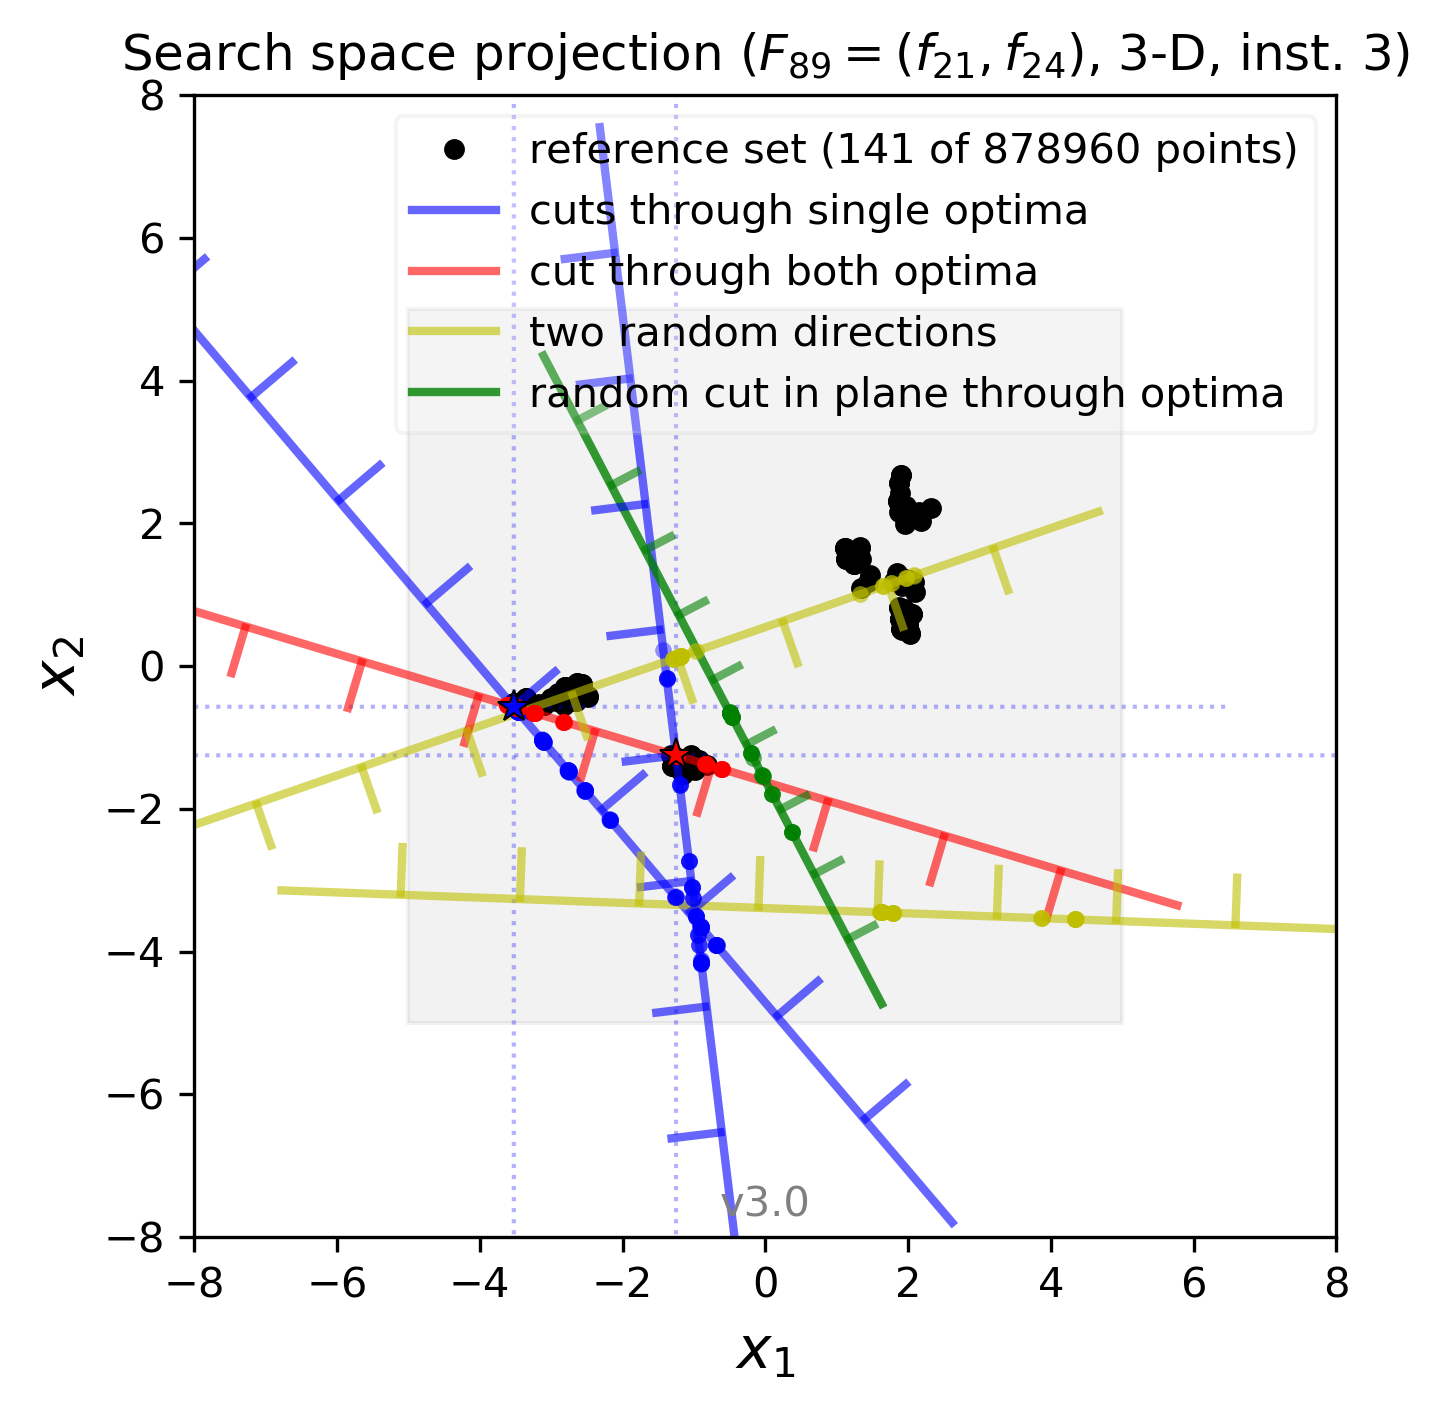 Search space projection (F₈₉ = (f₂₁, f₂₄), 3-D, inst. 3)
reference set (141 of 878960 points)
cuts through single optima
cut through both optima
two random directions
random cut in plane through optima
8
6
4
2
0
−2
−4
−6
−8
x₂
v3.0
−8 −6 −4 −2 0 2 4 6 8
x₁